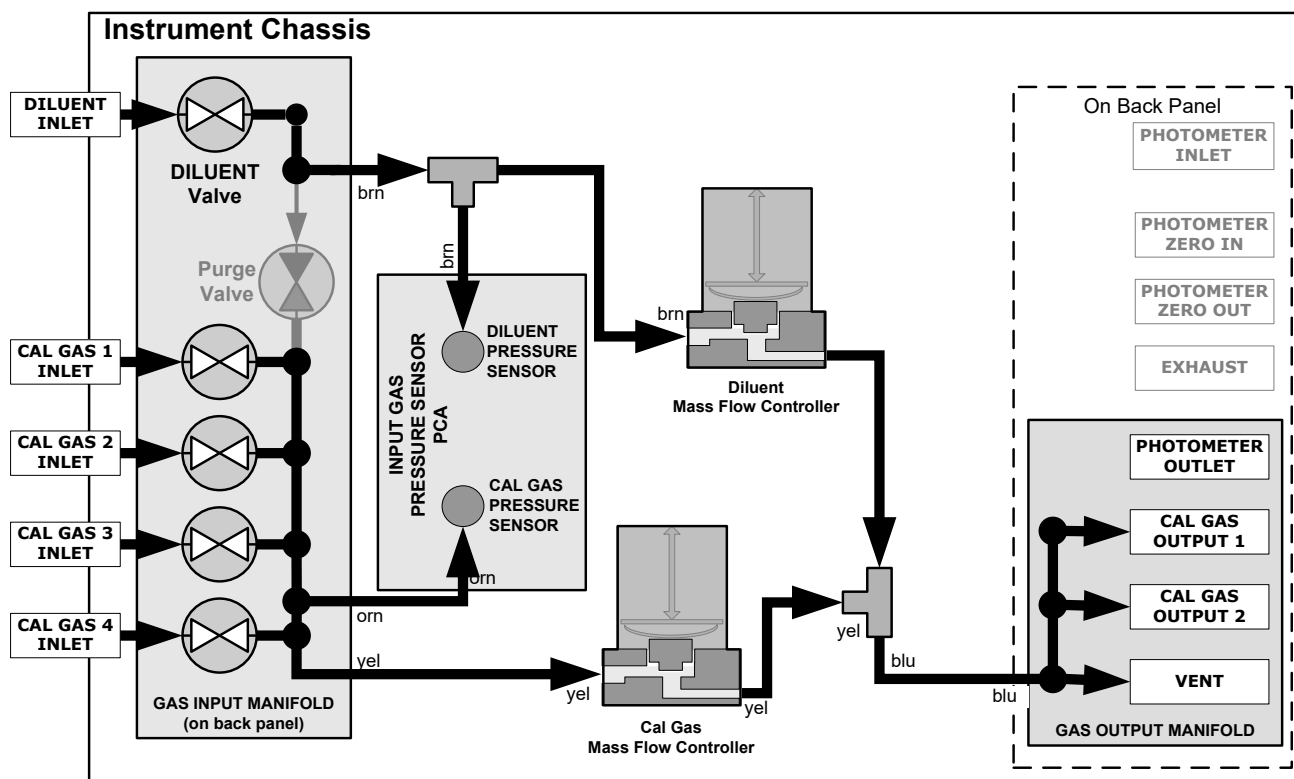 Instrument Chassis
DILUENT
INLET
DILUENT
Valve
Purge
Valve
CAL GAS 1
INLET
CAL GAS 2
INLET
CAL GAS 3
INLET
CAL GAS 4
INLET
GAS INPUT MANIFOLD
(on back panel)
brn
brn
INPUT GAS
PRESSURE SENSOR
PCA
DILUENT
PRESSURE
SENSOR
CAL GAS
PRESSURE
SENSOR
orn
orn
yel
brn
Diluent
Mass Flow Controller
yel
yel
Cal Gas
Mass Flow Controller
yel
blu
blu
On Back Panel
PHOTOMETER
INLET
PHOTOMETER
ZERO IN
PHOTOMETER
ZERO OUT
EXHAUST
PHOTOMETER
OUTLET
CAL GAS
OUTPUT 1
CAL GAS
OUTPUT 2
VENT
GAS OUTPUT MANIFOLD